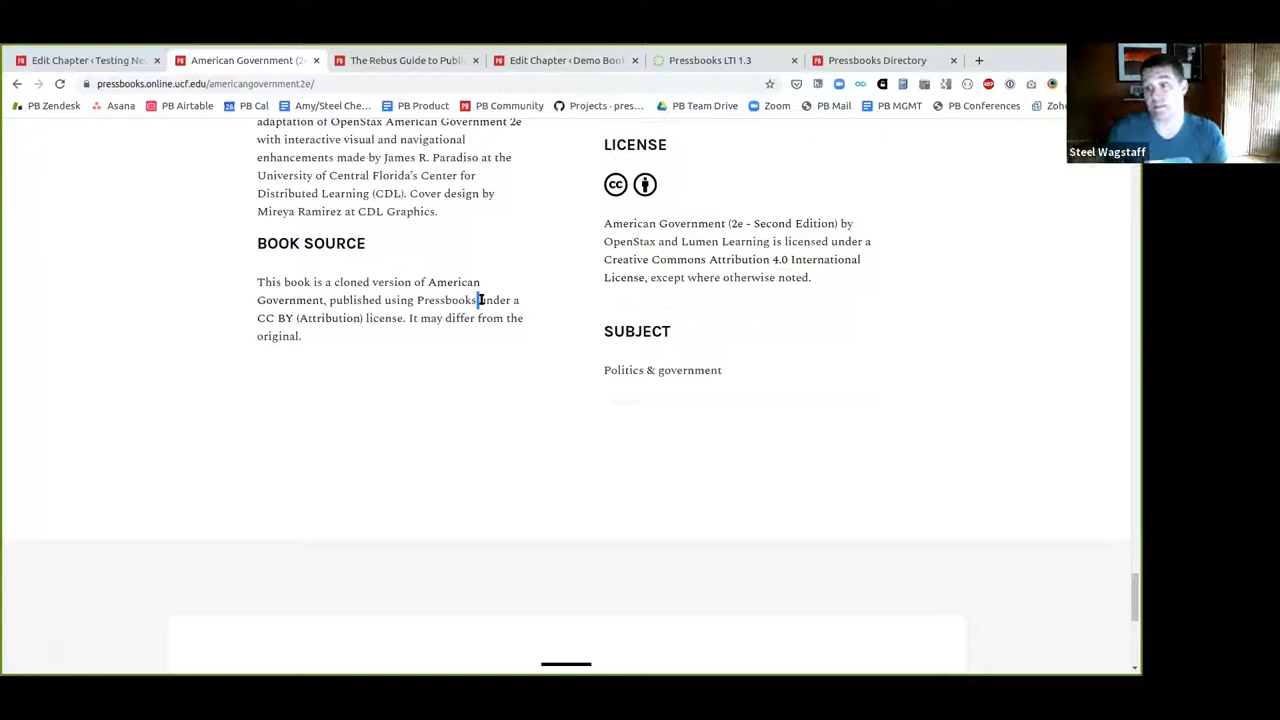 Edit Chapter ‹ Testing Ne
American Government (2e
The Rebus Guide to Publi
Edit Chapter ‹ Demo Boo
Pressbooks LTI 1.3
Pressbooks Directory
pressbooks.online.ucf.edu/americangovernment2e/
PB Zendesk
Asana
PB Airtable
PB Cal
Amy/Steel Che...
PB Product
PB Community
Projects · pres...
PB Team Drive
Zoom
PB Mail
PB MGMT
PB Conferences
Zoho
Steel Wagstaff
adaptation of OpenStax American Government 2e
with interactive visual and navigational
enhancements made by James R. Paradiso at the
University of Central Florida's Center for
Distributed Learning (CDL). Cover design by
Mireya Ramirez at CDL Graphics.
BOOK SOURCE
This book is a cloned version of American
Government, published using Pressbooks under a
CC BY (Attribution) license. It may differ from the
original.
LICENSE
cc
American Government (2e - Second Edition) by
OpenStax and Lumen Learning is licensed under a
Creative Commons Attribution 4.0 International
License, except where otherwise noted.
SUBJECT
Politics & government